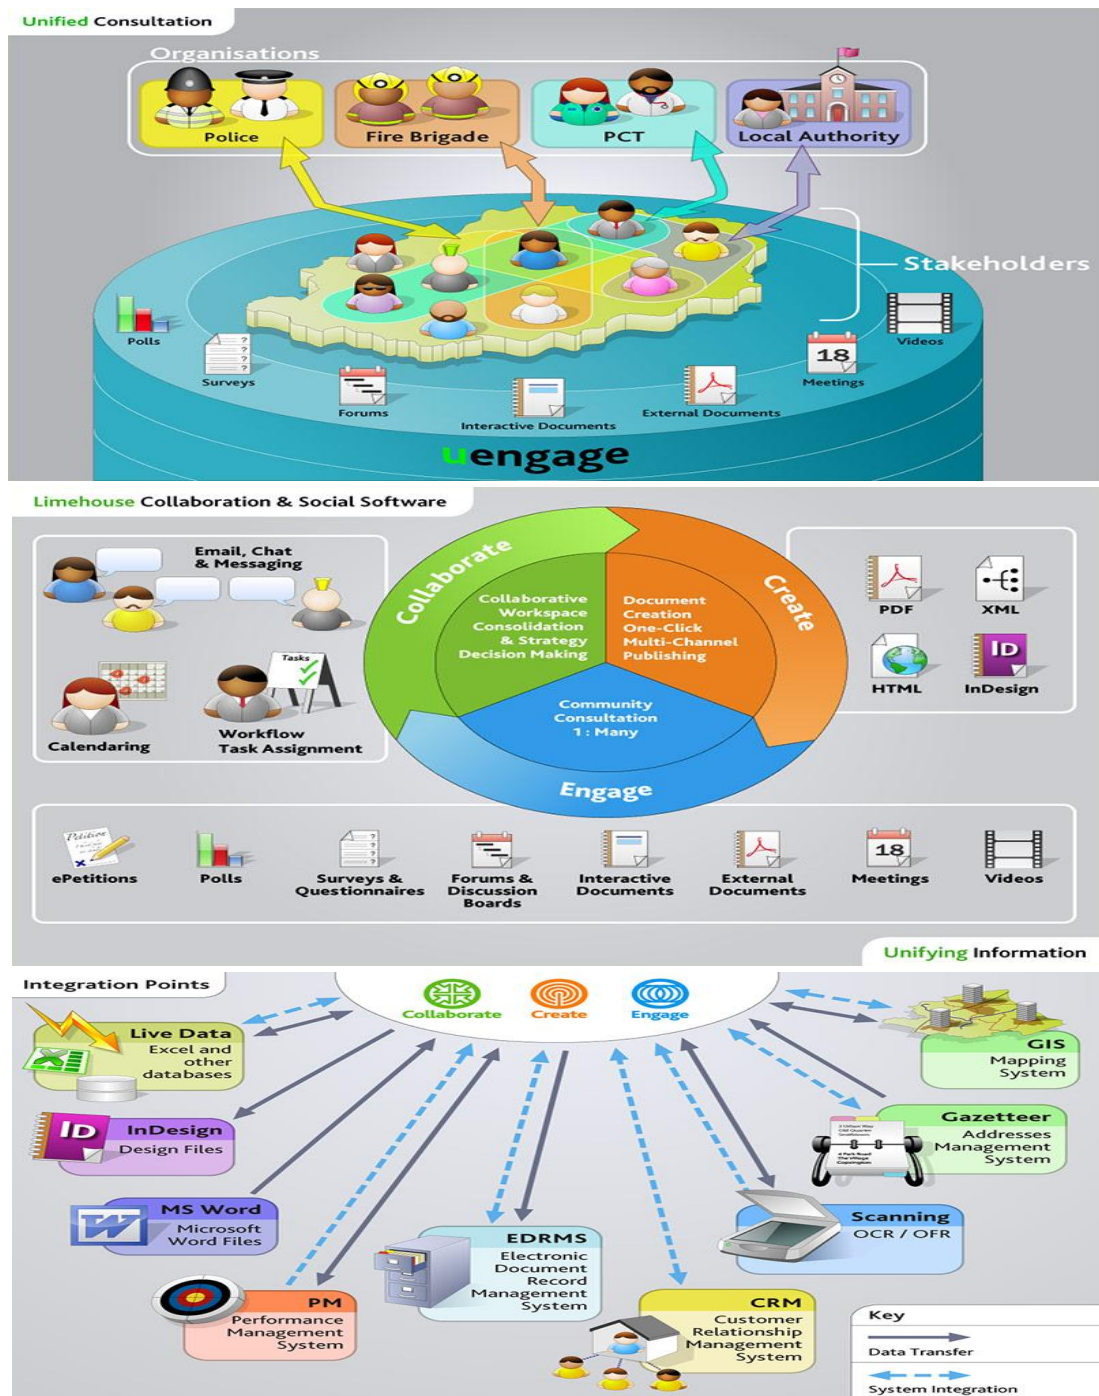 Unified Consultation
Organisations
Police
Fire Brigade
PCT
Local Authority
Stakeholders
Polls
Surveys
Forums
Interactive Documents
External Documents
18
Meetings
Videos
uengage
Limehouse Collaboration & Social Software
Email, Chat
& Messaging
Tasks
Calendaring
Workflow
Task Assignment
Collaborate
Collaborative
Workspace
Consolidation
& Strategy
Decision Making
Create
Document
Creation
One-Click
Multi-Channel
Publishing
Community
Consultation
1 : Many
Engage
PDF
XML
HTML
ID
InDesign
Petition
ePetitions
Polls
Surveys &
Questionnaires
Forums &
Discussion
Boards
Interactive
Documents
External
Documents
18
Meetings
Videos
Unifying Information
Integration Points
Collaborate
Create
Engage
Live Data
Excel and
other
databases
ID
InDesign
Design Files
W
MS Word
Microsoft
Word Files
PM
Performance
Management
System
EDRMS
Electronic
Document
Record
Management
System
CRM
Customer
Relationship
Management
System
Scanning
OCR / OFR
Gazetteer
Addresses
Management
System
GIS
Mapping
System
Key
Data Transfer
System Integration